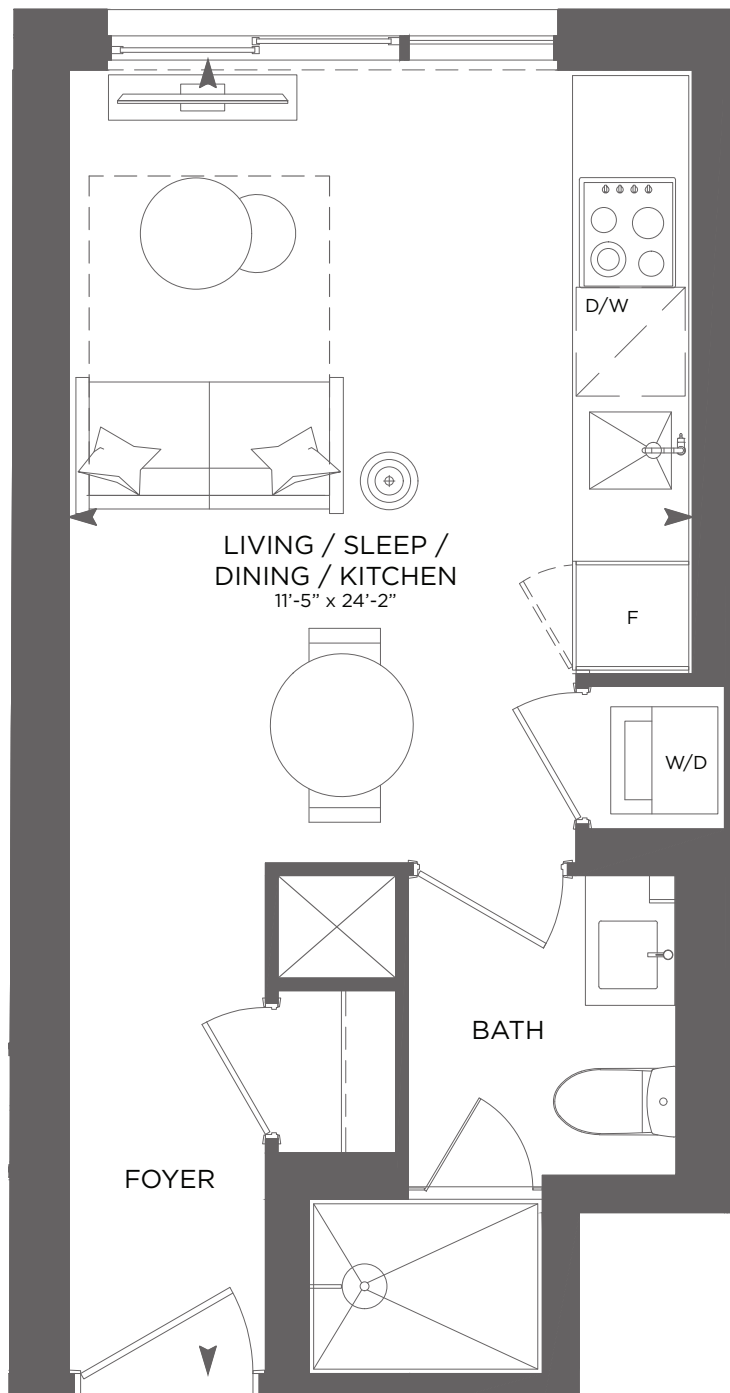 D/W
LIVING / SLEEP /
DINING / KITCHEN
11'-5” x 24'-2”
F
W/D
BATH
FOYER